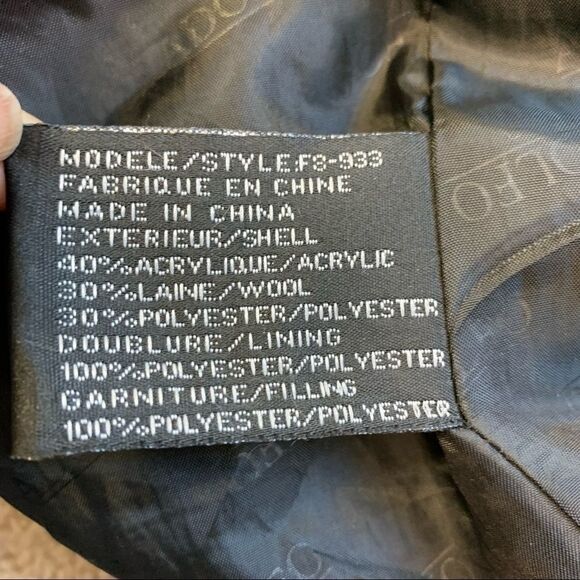 MODELE/STYLE.F3-933
FABRIQUE EN CHINE
MADE IN CHINA
EXTERIEUR/SHELL
40%ACRYLIQUE/ACRYLIC
30%LAINE/WOOL
30%POLYESTER/POLYESTER
DOUBLURE/LINING
100%POLYESTER/POLYESTER
GARNITURE/FILLING
100%POLYESTER/POLYESTER